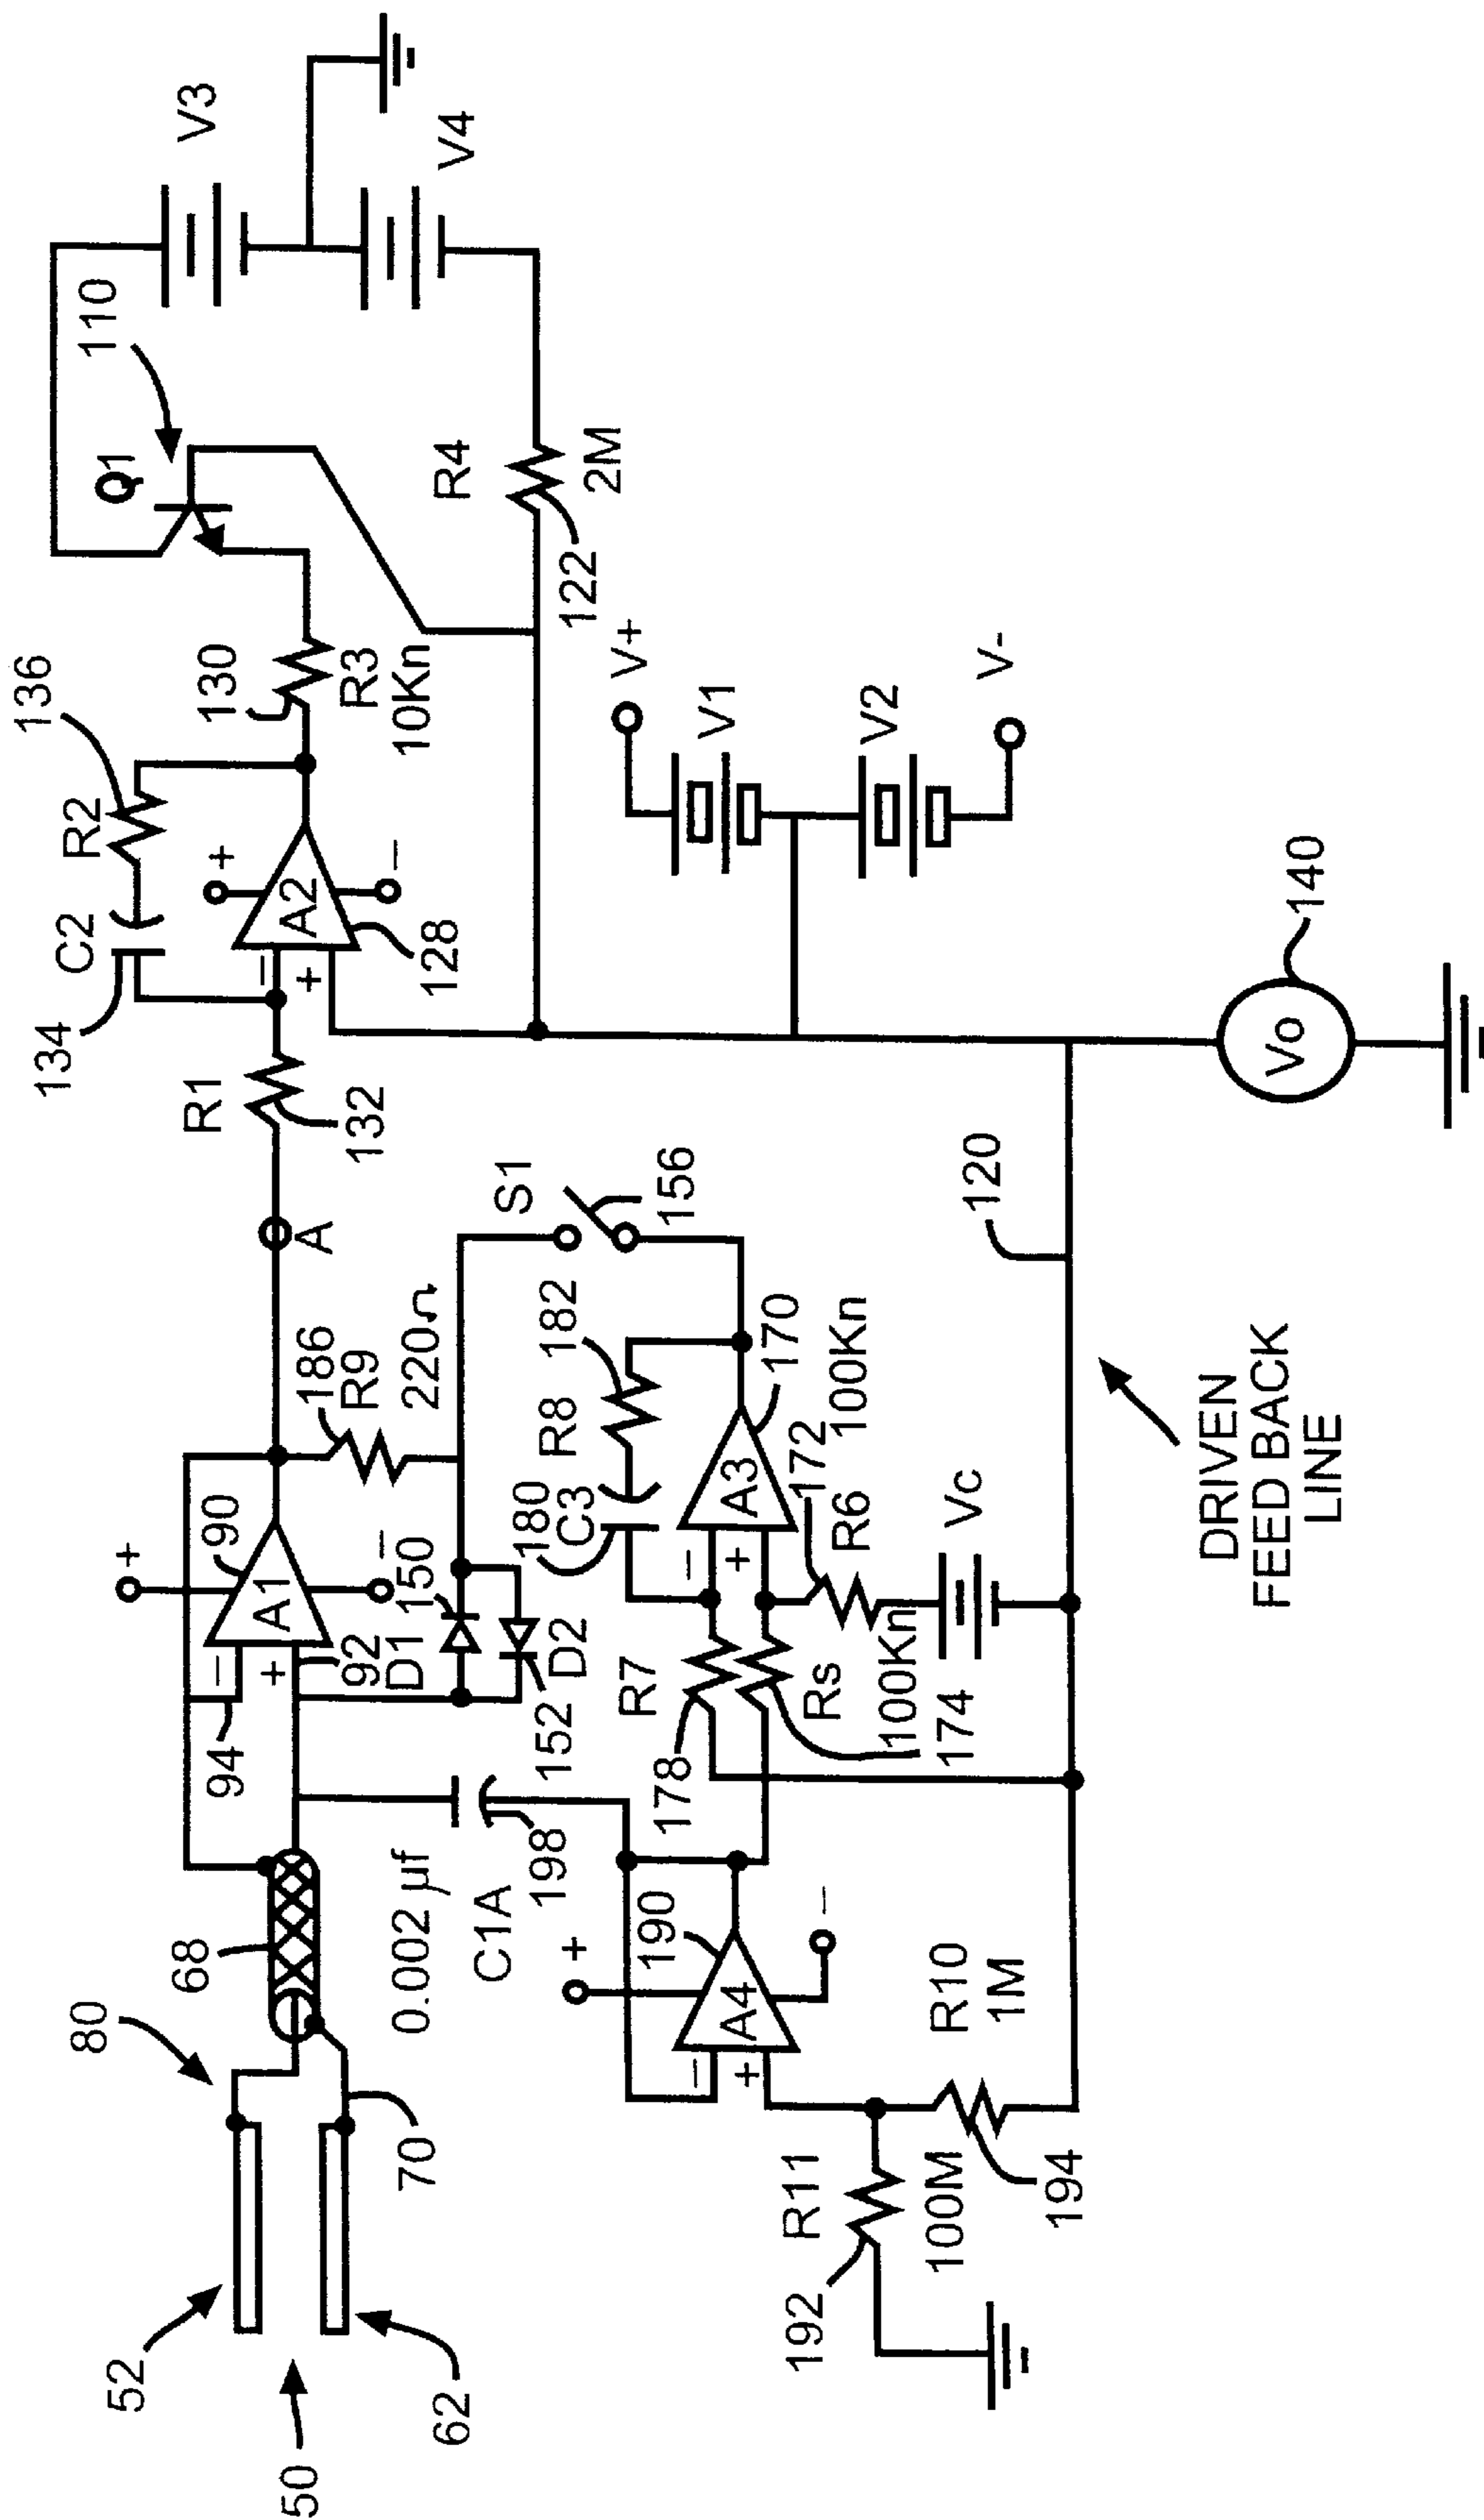 136
134
C2
R2
130
Q1
110
V3
+
A2
–
–
+
128
R3
10Kn
R4
2M
122
V4
R1
132
A
80
68
+
90
A1
–
–
+
94
92
186
R9
220Ω
52
50
62
70
D1
150
D2
152
0.002 µf
C1A
198
S1
156
182
R8
180
C3
A3
–
+
170
172
100Kn
R6
Vc
R7
178
Rs
100Kn
174
V+
V1
V2
V-
+
190
A4
–
–
+
R10
1M
194
R11
100M
192
120
Vo
140
DRIVEN
FEED BACK
LINE